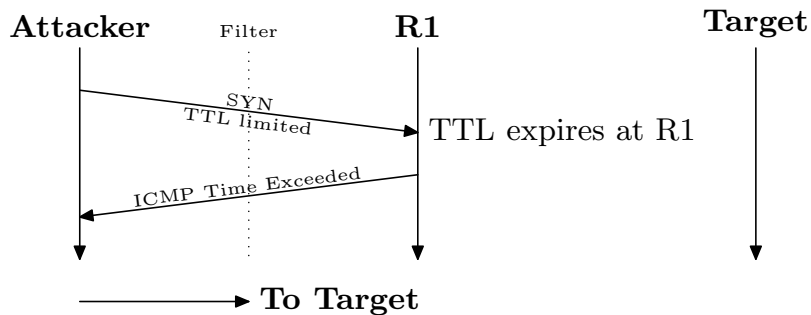 Attacker
Filter
R1
Target
SYN
TTL limited
TTL expires at R1
ICMP Time Exceeded
To Target